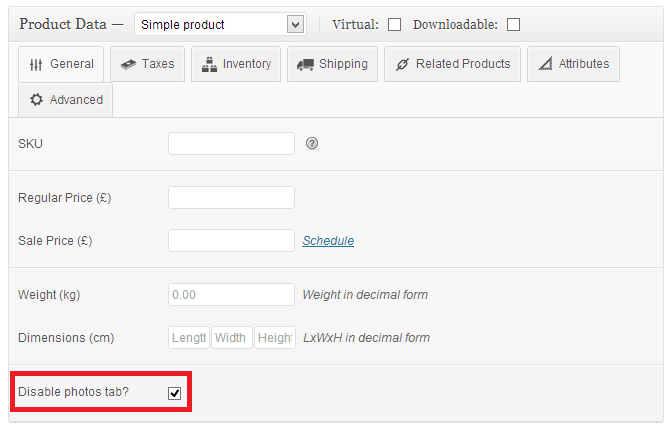 Product Data — Simple product Virtual: Downloadable:
General Taxes Inventory Shipping Related Products Attributes
Advanced
SKU ?
Regular Price (£)
Sale Price (£) Schedule
Weight (kg) 0.00 Weight in decimal form
Dimensions (cm) Length Width Height LxWxH in decimal form
Disable photos tab?